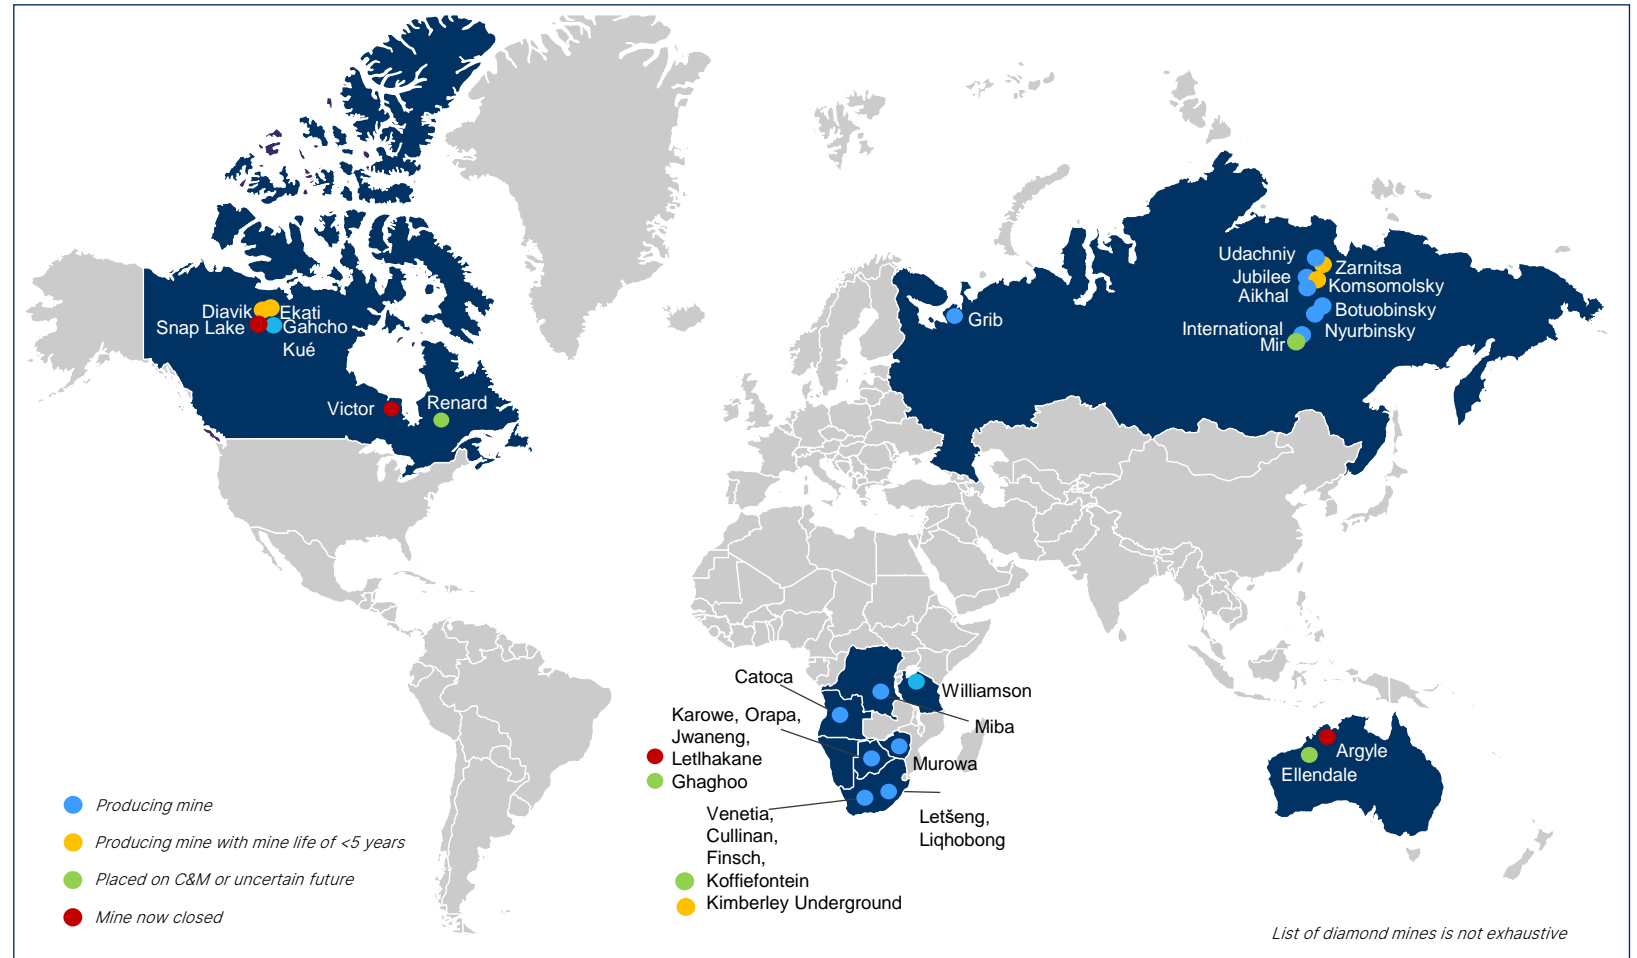 Udachniy
Zarnitsa
Jubilee
Komsomolsky
Aikhal
Botuobinsky
Nyurbinsky
International
Mir
Grib
Diavik
Ekati
Snap Lake
Gahcho
Kué
Victor
Renard
Catoca
Williamson
Miba
Karowe, Orapa,
Jwaneng,
Letlhakane
Ghaghoo
Murowa
Venetia,
Cullinan,
Finsch,
Koffiefontein
Kimberley Underground
Letšeng,
Liqhobong
Argyle
Ellendale
Producing mine
Producing mine with mine life of <5 years
Placed on C&M or uncertain future
Mine now closed
List of diamond mines is not exhaustive